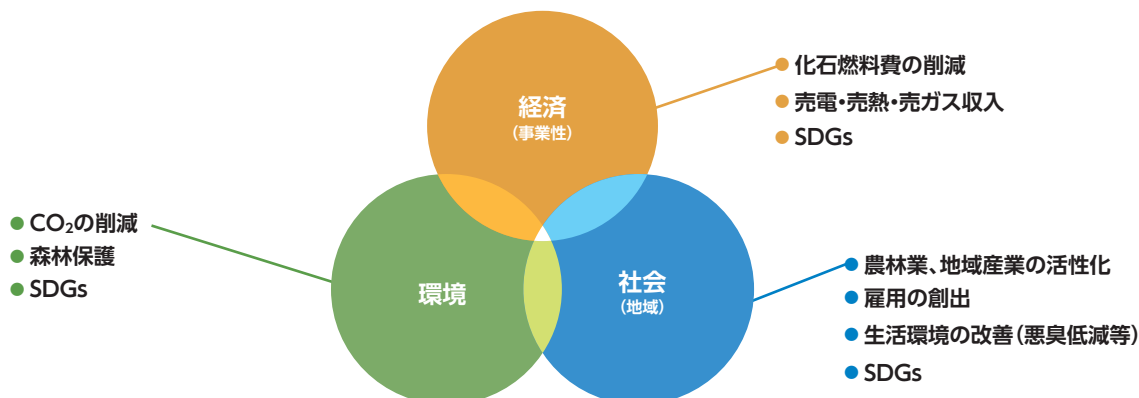 経済
(事業性)
化石燃料費の削減
売電・売熱・売ガス収入
SDGs
CO₂の削減
森林保護
SDGs
環境
社会
(地域)
農林業、地域産業の活性化
雇用の創出
生活環境の改善(悪臭低減等)
SDGs